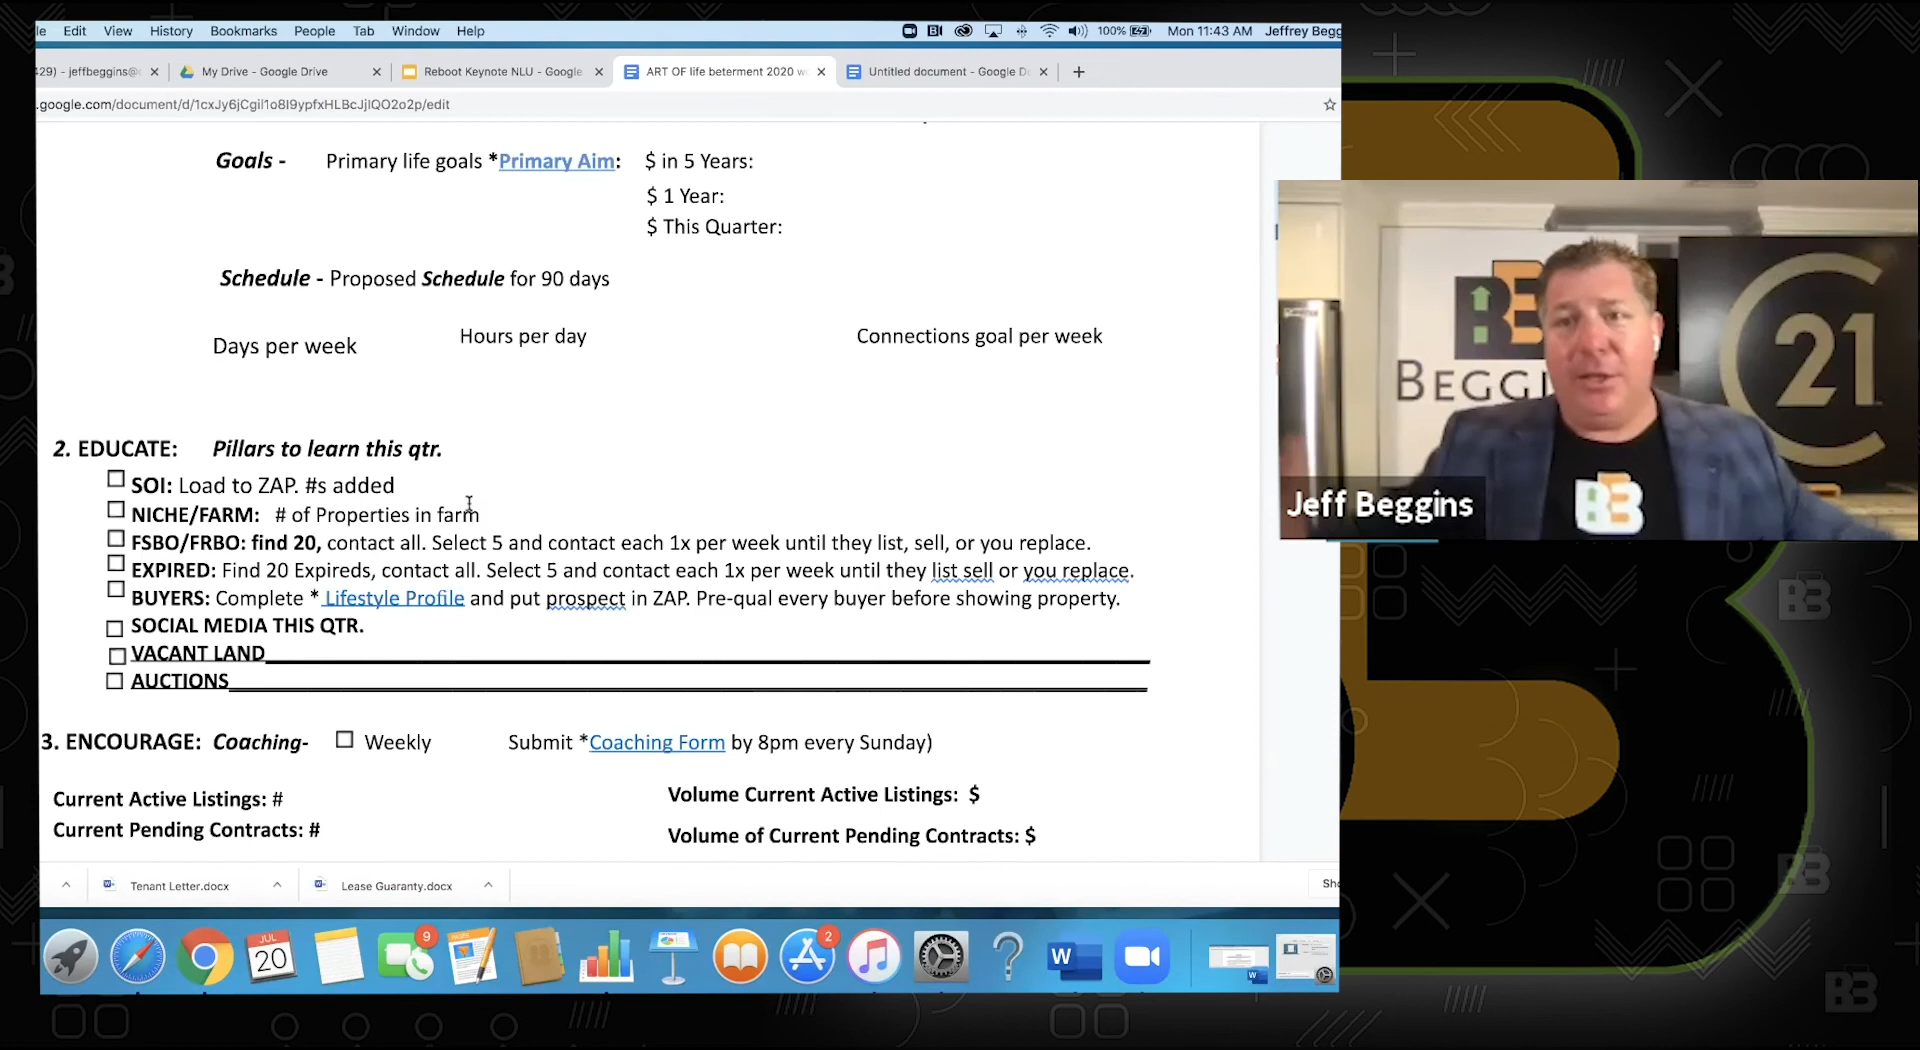 le Edit View History Bookmarks People Tab Window Help 100% Mon 11:43 AM Jeffrey Begg
429) - jeffbeggins@ My Drive - Google Drive Reboot Keynote NLU - Google ART OF life beterment 2020 w Untitled document - Google D
.google.com/document/d/1cxJy6jCgil1o8I9ypfxHLBcJjIQO2o2p/edit
Goals - Primary life goals *Primary Aim: $ in 5 Years:
$ 1 Year:
$ This Quarter:
Schedule - Proposed Schedule for 90 days
Days per week Hours per day Connections goal per week
2. EDUCATE: Pillars to learn this qtr.
SOI: Load to ZAP. #s added
NICHE/FARM: # of Properties in farm
FSBO/FRBO: find 20, contact all. Select 5 and contact each 1x per week until they list, sell, or you replace.
EXPIRED: Find 20 Expireds, contact all. Select 5 and contact each 1x per week until they list sell or you replace.
BUYERS: Complete * Lifestyle Profile and put prospect in ZAP. Pre-qual every buyer before showing property.
SOCIAL MEDIA THIS QTR.
VACANT LAND
AUCTIONS
3. ENCOURAGE: Coaching- Weekly Submit *Coaching Form by 8pm every Sunday)
Current Active Listings: # Volume Current Active Listings: $
Current Pending Contracts: # Volume of Current Pending Contracts: $
Tenant Letter.docx Lease Guaranty.docx Sho
JUL
20
9
2
W
BEGGI
C21
Jeff Beggins